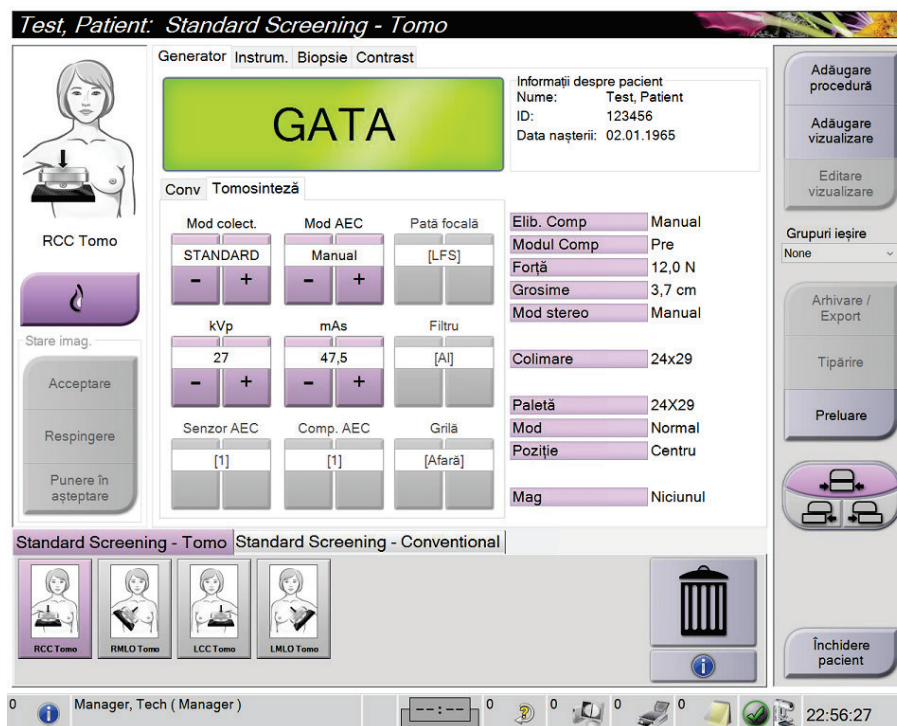 Test, Patient: Standard Screening - Tomo
Generator Instrum. Biopsie Contrast
GATA
Informații despre pacient
Nume: Test, Patient
ID: 123456
Data nașterii: 02.01.1965
RCC Tomo
Stare imag.
Acceptare
Respingere
Punere în
așteptare
Conv Tomosinteză
Mod colect. Mod AEC Pată focală
STANDARD Manual [LFS]
- + - +
kVp mAs Filtru
27 47,5 [Al]
- + - +
Senzor AEC Comp. AEC Grilă
[1] [1] [Afară]
Elib. Comp Manual
Modul Comp Pre
Forță 12,0 N
Grosime 3,7 cm
Mod stereo Manual
Colimare 24x29
Paletă 24X29
Mod Normal
Poziție Centru
Mag Niciunul
Adăugare
procedură
Adăugare
vizualizare
Editare
vizualizare
Grupuri ieșire
None
Arhivare /
Export
Tipărire
Preluare
Închidere
pacient
Standard Screening - Tomo Standard Screening - Conventional
RCC Tomo RMLO Tomo LCC Tomo LMLO Tomo
0 Manager, Tech ( Manager ) --:-- 0 0 0 0 22:56:27